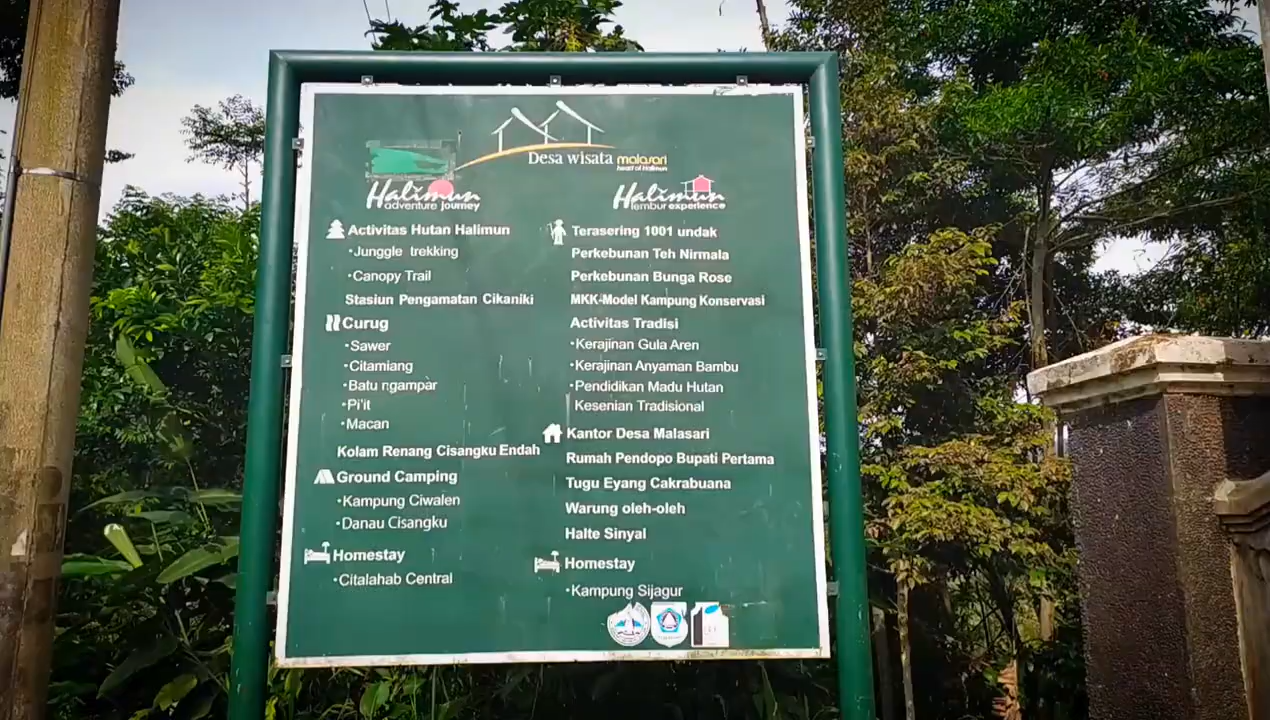 Desa wisata malasari
heart of Halimun
Halimun
adventure journey
Activitas Hutan Halimun
•Junggle trekking
•Canopy Trail
Stasiun Pengamatan Cikaniki
Curug
•Sawer
•Citamiang
•Batu ngampar
•Pi'it
•Macan
Kolam Renang Cisangku Endah
Ground Camping
•Kampung Ciwalen
•Danau Cisangku
Homestay
•Citalahab Central
Halimun
lembur experience
Terasering 1001 undak
Perkebunan Teh Nirmala
Perkebunan Bunga Rose
MKK-Model Kampung Konservasi
Activitas Tradisi
•Kerajinan Gula Aren
•Kerajinan Anyaman Bambu
•Pendidikan Madu Hutan
Kesenian Tradisional
Kantor Desa Malasari
Rumah Pendopo Bupati Pertama
Tugu Eyang Cakrabuana
Warung oleh-oleh
Halte Sinyal
Homestay
•Kampung Sijagur